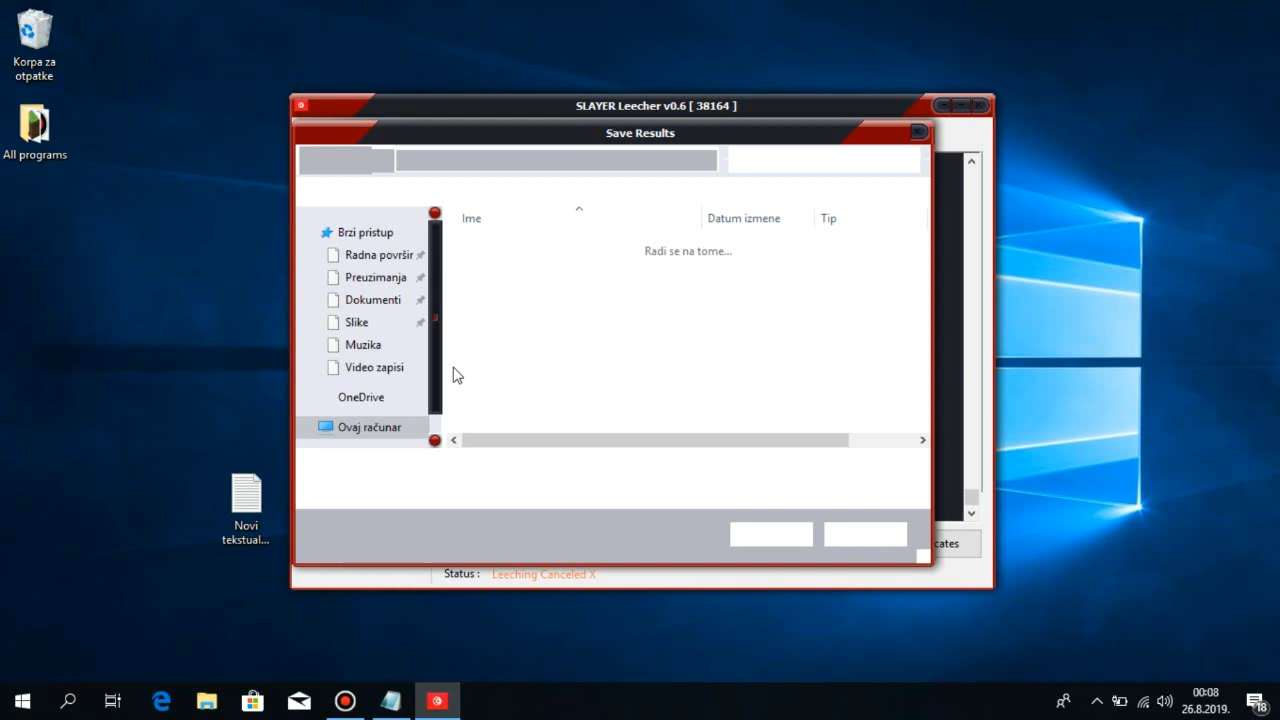 Korpa za
otpatke
All programs
SLAYER Leecher v0.6 [ 38164 ]
Save Results
Ime
Datum izmene
Tip
Radi se na tome...
Brzi pristup
Radna površir
Preuzimanja
Dokumenti
Slike
Muzika
Video zapisi
OneDrive
Ovaj računar
Novi
tekstual...
cates
Status :
Leeching Canceled X
00:08
26.8.2019.
18